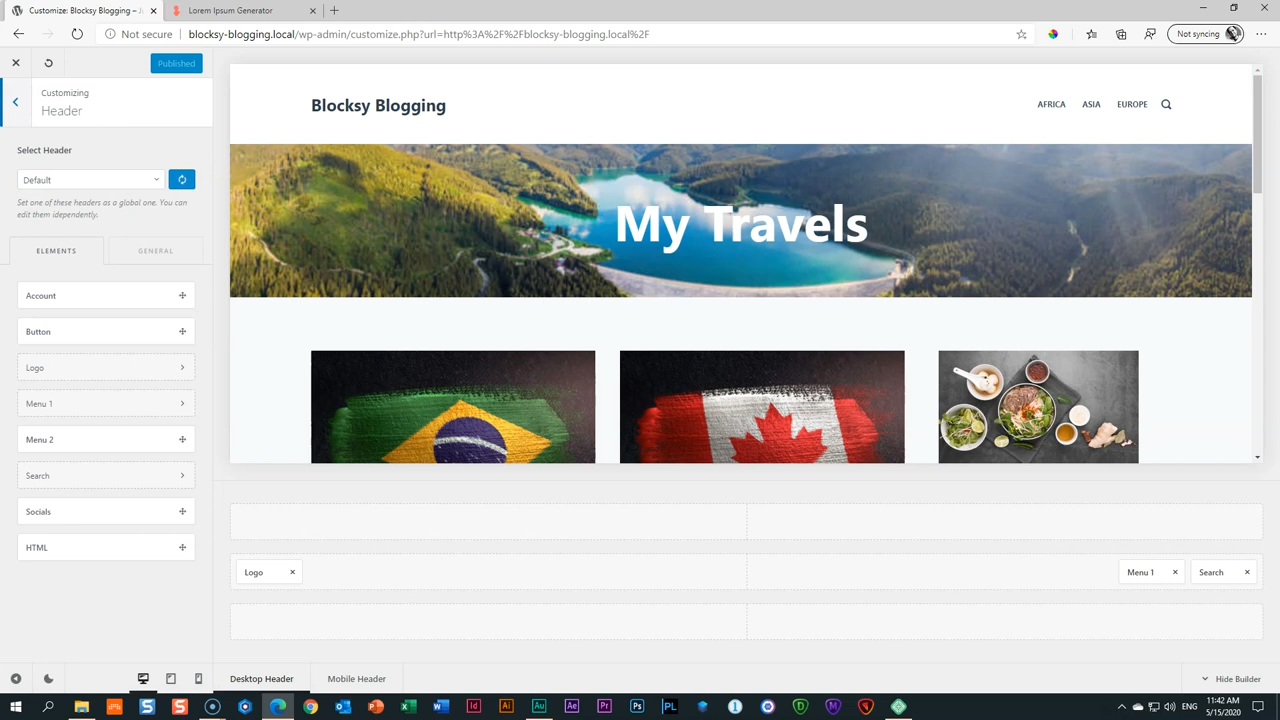 Customize: Blocksy Blogging –
Lorem Ipsum Generator
Not secure
blocksy-blogging.local/wp-admin/customize.php?url=http%3A%2F%2Fblocksy-blogging.local%2F
Not syncing
Published
Customizing
Header
Select Header
Default
Set one of these headers as a global one. You can
edit them idependently.
ELEMENTS
GENERAL
Account
Button
Logo
Menu 1
Menu 2
Search
Socials
HTML
Blocksy Blogging
AFRICA
ASIA
EUROPE
My Travels
Logo
Menu 1
Search
Desktop Header
Mobile Header
Hide Builder
ENG
11:42 AM
5/15/2020